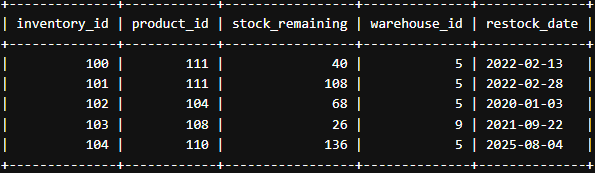 +--------------+------------+-----------------+--------------+--------------+
| inventory_id | product_id | stock_remaining | warehouse_id | restock_date |
+--------------+------------+-----------------+--------------+--------------+
|          100 |        111 |              40 |            5 | 2022-02-13   |
|          101 |        111 |             108 |            5 | 2022-02-28   |
|          102 |        104 |              68 |            5 | 2020-01-03   |
|          103 |        108 |              26 |            9 | 2021-09-22   |
|          104 |        110 |             136 |            5 | 2025-08-04   |
+--------------+------------+-----------------+--------------+--------------+